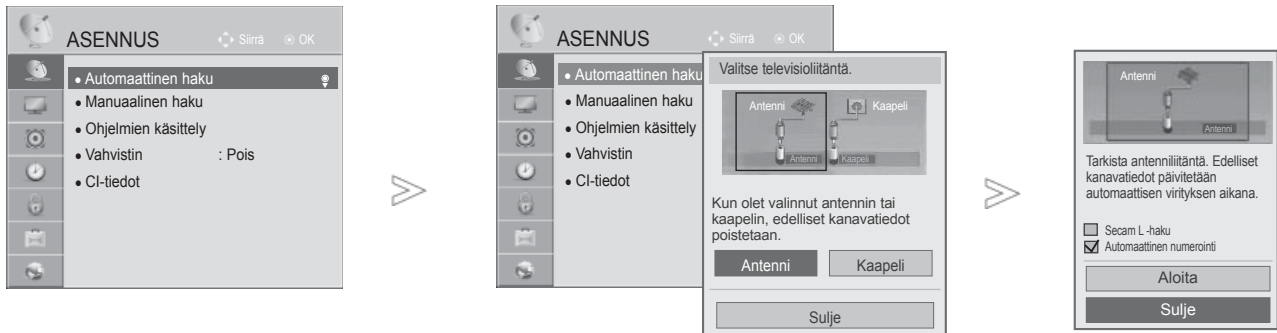 ASENNUS
Siirrä OK
• Automaattinen haku
• Manuaalinen haku
• Ohjelmien käsittely
• Vahvistin : Pois
• CI-tiedot
ASENNUS
Siirrä OK
• Automaattinen haku
• Manuaalinen haku
• Ohjelmien käsittely
• Vahvistin
• CI-tiedot
Valitse televisioliitäntä.
Antenni Kaapeli
Antenni Kaapeli
Kun olet valinnut antennin tai
kaapelin, edelliset kanavatiedot
poistetaan.
Antenni Kaapeli
Sulje
Antenni
Antenni
Tarkista antenniliitäntä. Edelliset
kanavatiedot päivitetään
automaattisen virityksen aikana.
Secam L -haku
Automaattinen numerointi
Aloita
Sulje